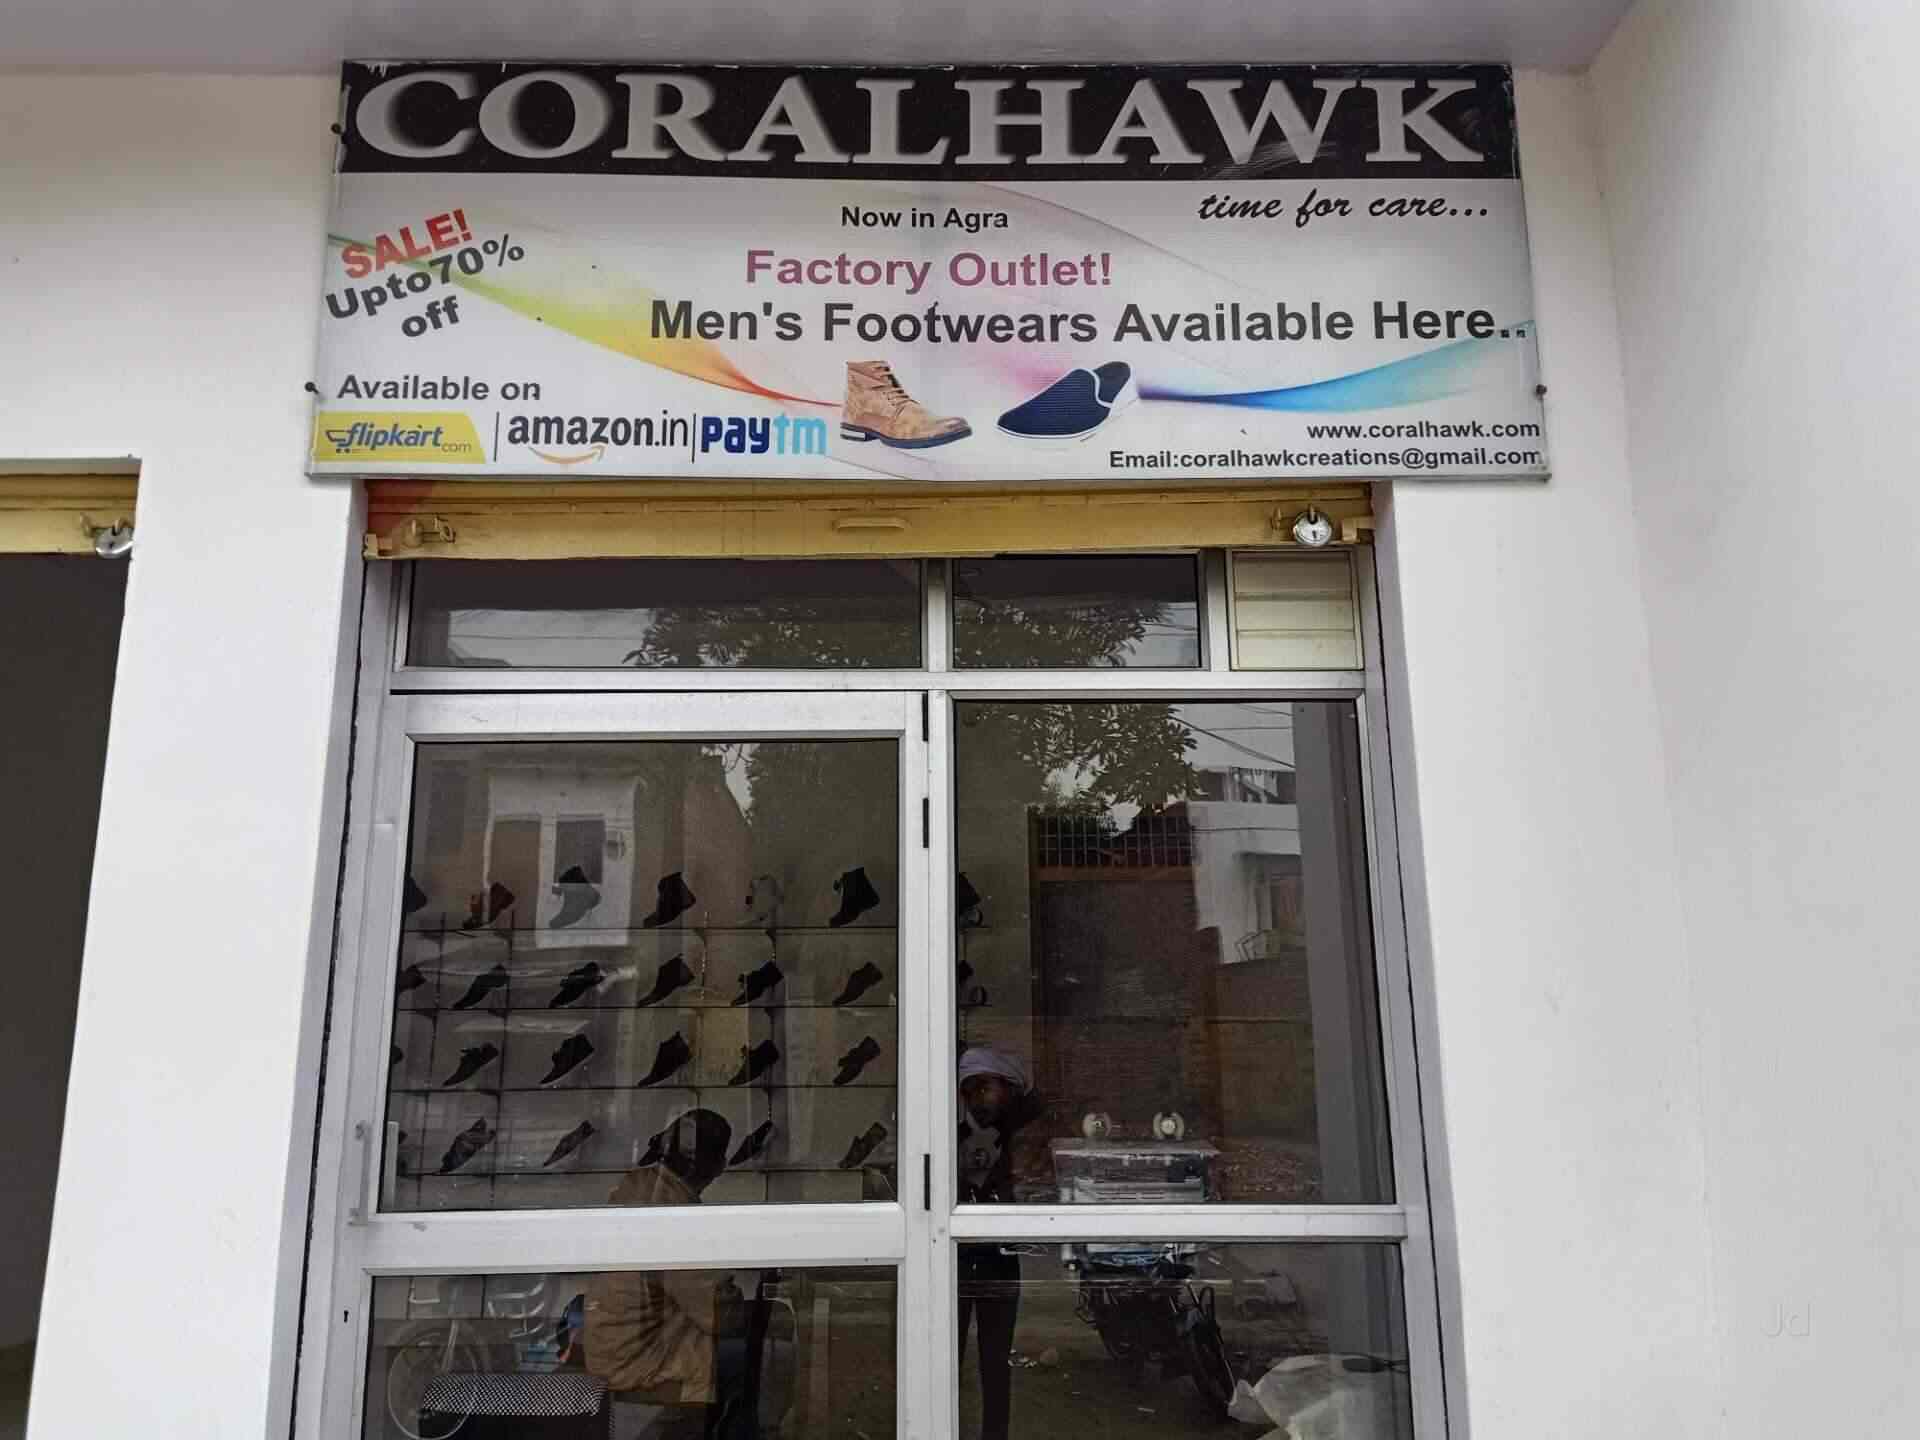 CORALHAWK
time for care...
SALE!
Upto70%
off
Now in Agra
Factory Outlet!
Men's Footwears Available Here..
Available on
flipkart.com | amazon.in | paytm
www.coralhawk.com
Email:coralhawkcreations@gmail.com
Jd